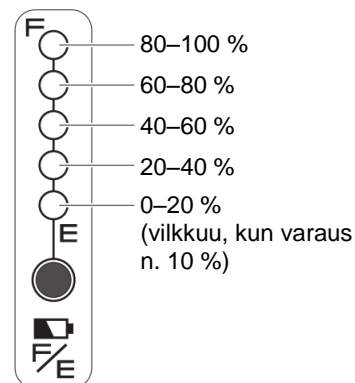 F
80–100 %
60–80 %
40–60 %
20–40 %
0–20 %
(vilkkuu, kun varaus
n. 10 %)
E
F/E